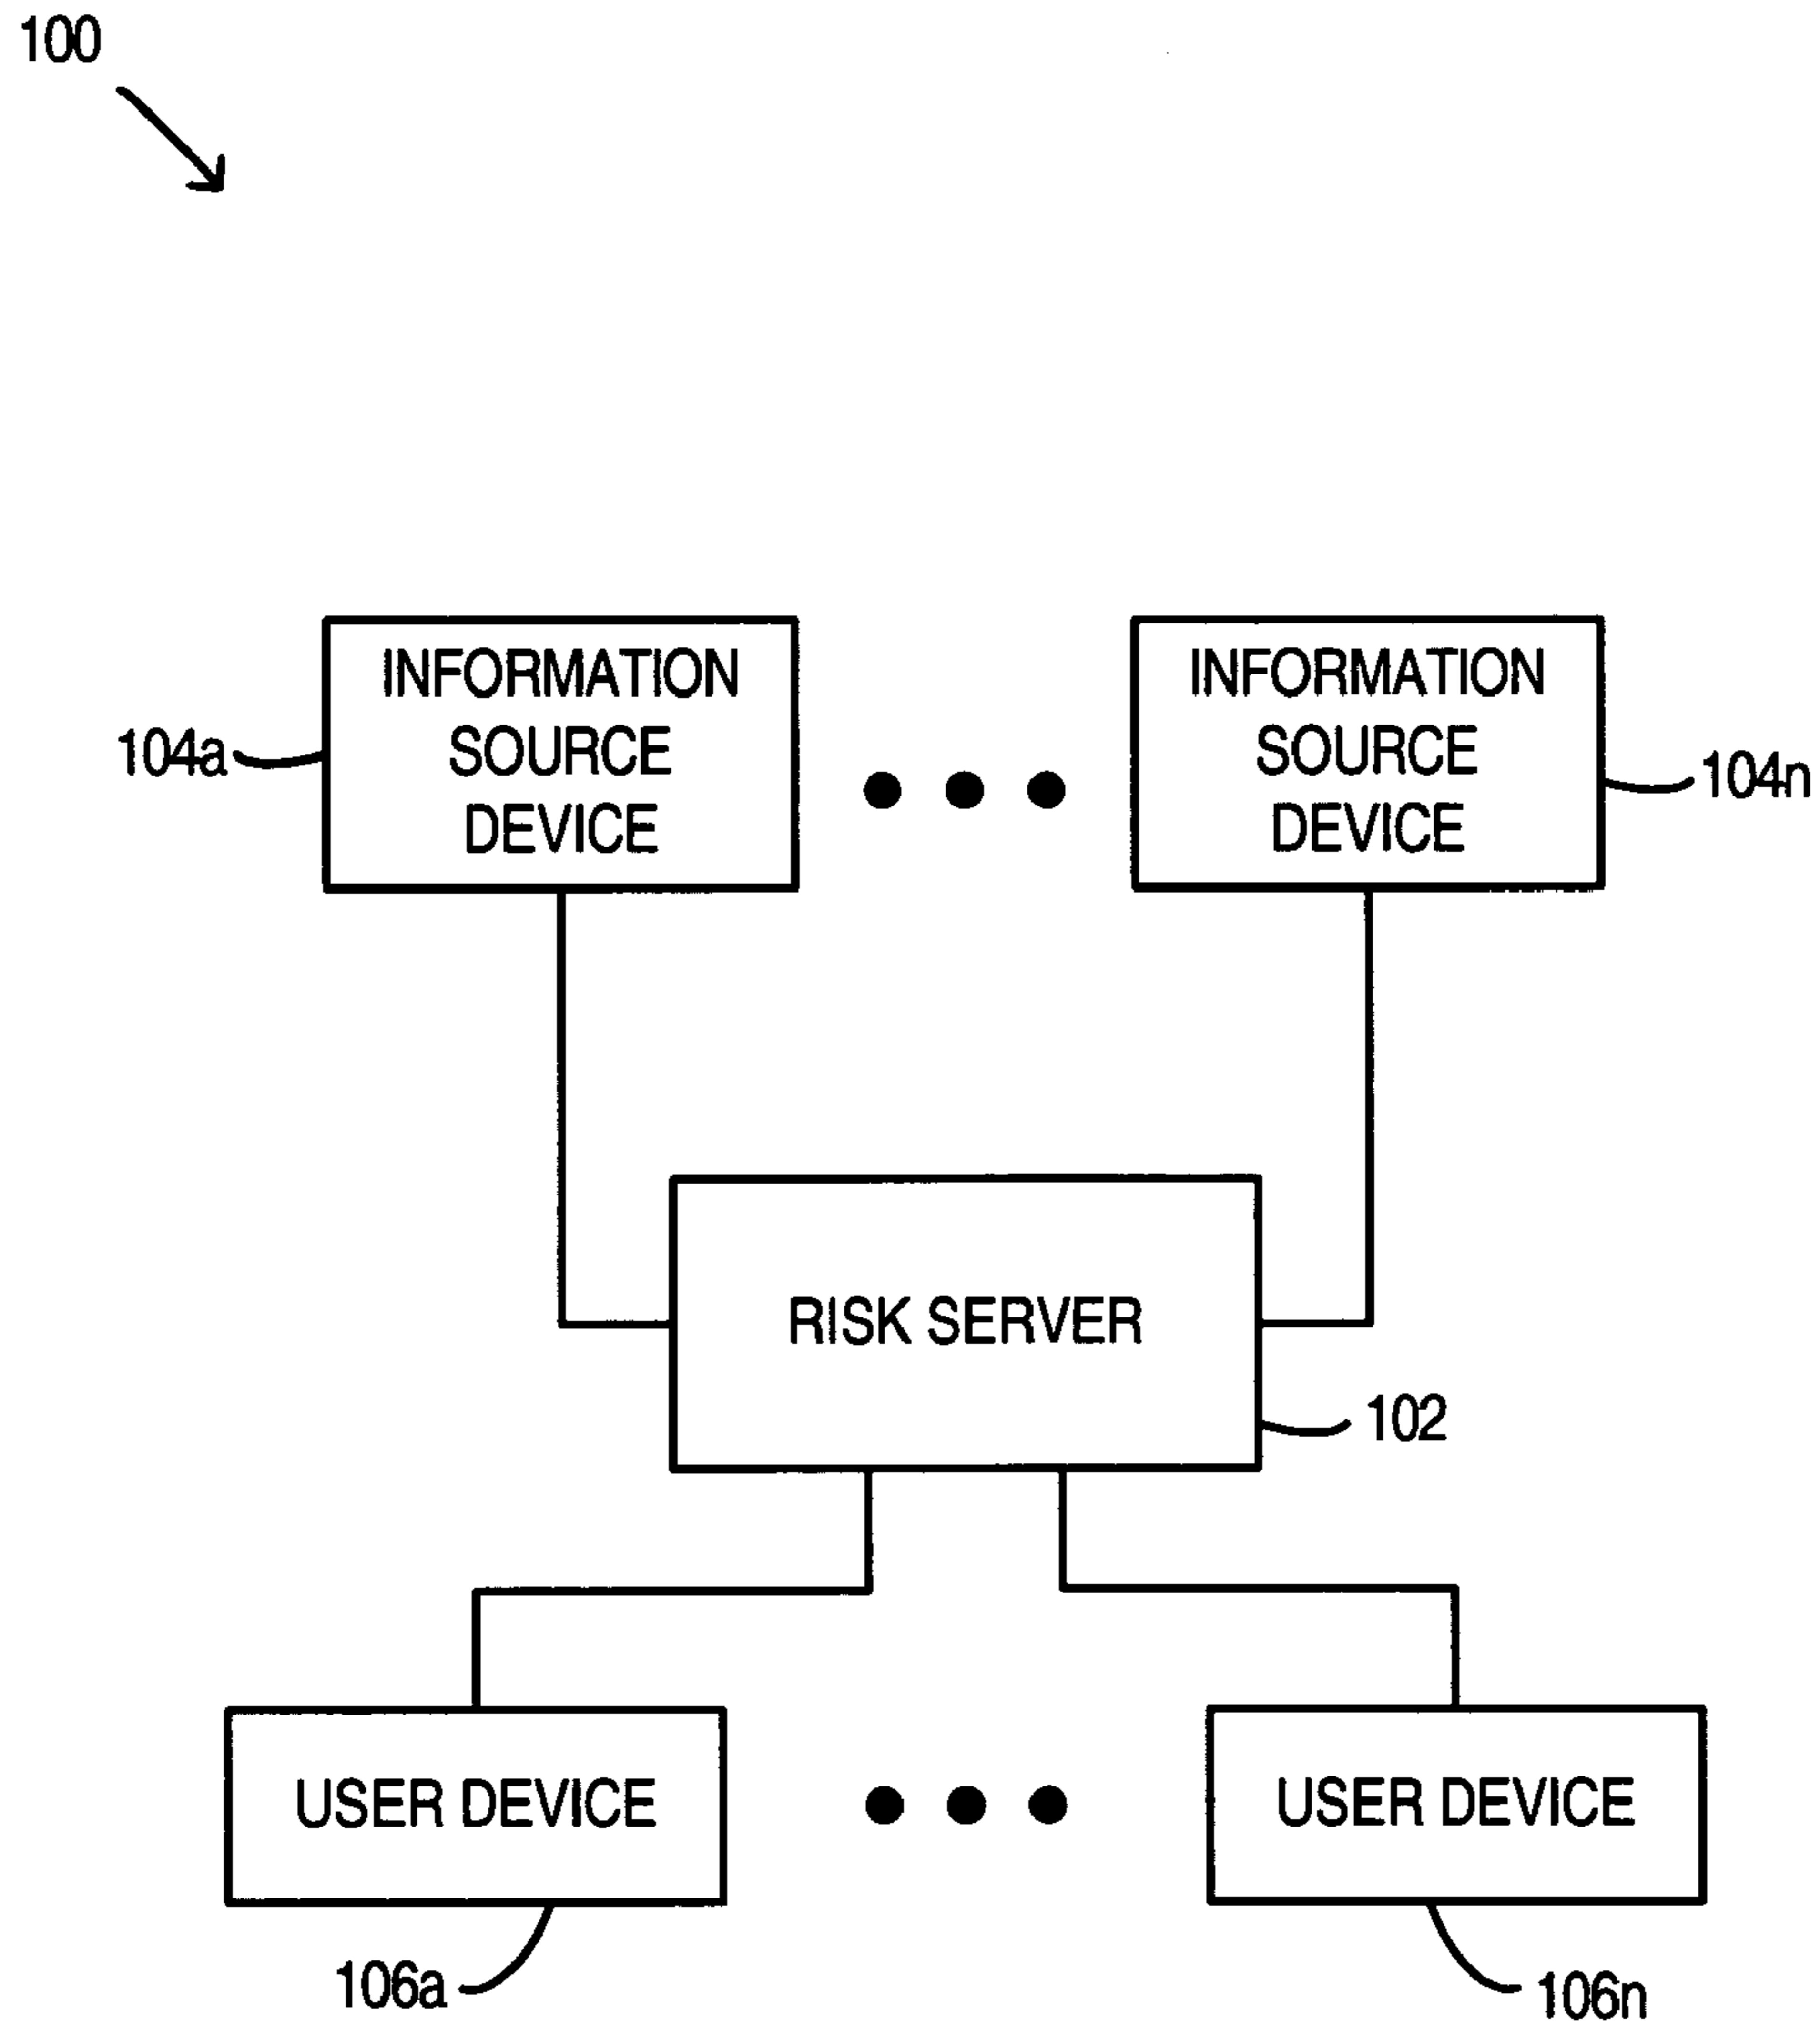 100
INFORMATION
SOURCE
DEVICE
104a
INFORMATION
SOURCE
DEVICE
104n
RISK SERVER
102
USER DEVICE
106a
USER DEVICE
106n